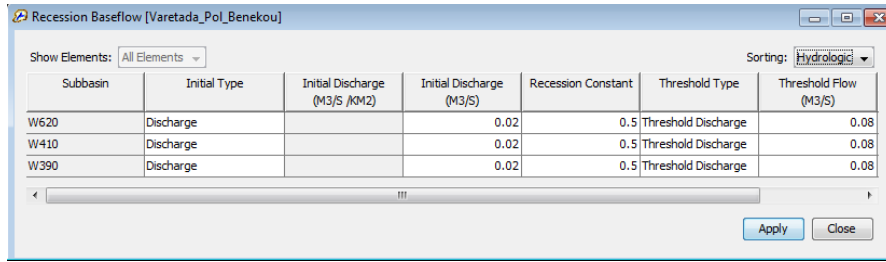 Recession Baseflow [Varetada_Pol_Benekou]
Show Elements: All Elements Sorting: Hydrologic
Subbasin Initial Type Initial Discharge (M3/S /KM2) Initial Discharge (M3/S) Recession Constant Threshold Type Threshold Flow (M3/S)
W620 Discharge 0.02 0.5 Threshold Discharge 0.08
W410 Discharge 0.02 0.5 Threshold Discharge 0.08
W390 Discharge 0.02 0.5 Threshold Discharge 0.08
Apply Close